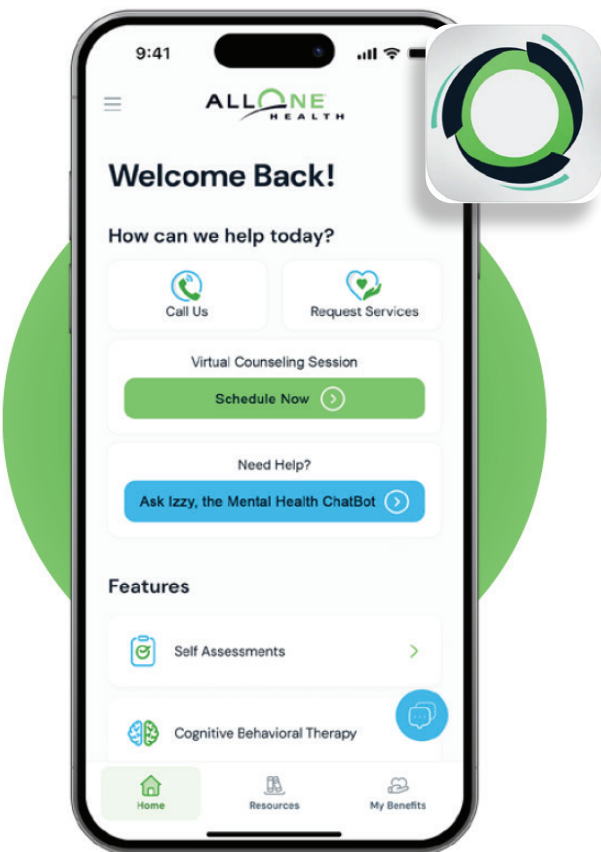 9:41
ALLONE
HEALTH
Welcome Back!
How can we help today?
Call Us
Request Services
Virtual Counseling Session
Schedule Now
Need Help?
Ask Izzy, the Mental Health ChatBot
Features
Self Assessments
Cognitive Behavioral Therapy
Home
Resources
My Benefits